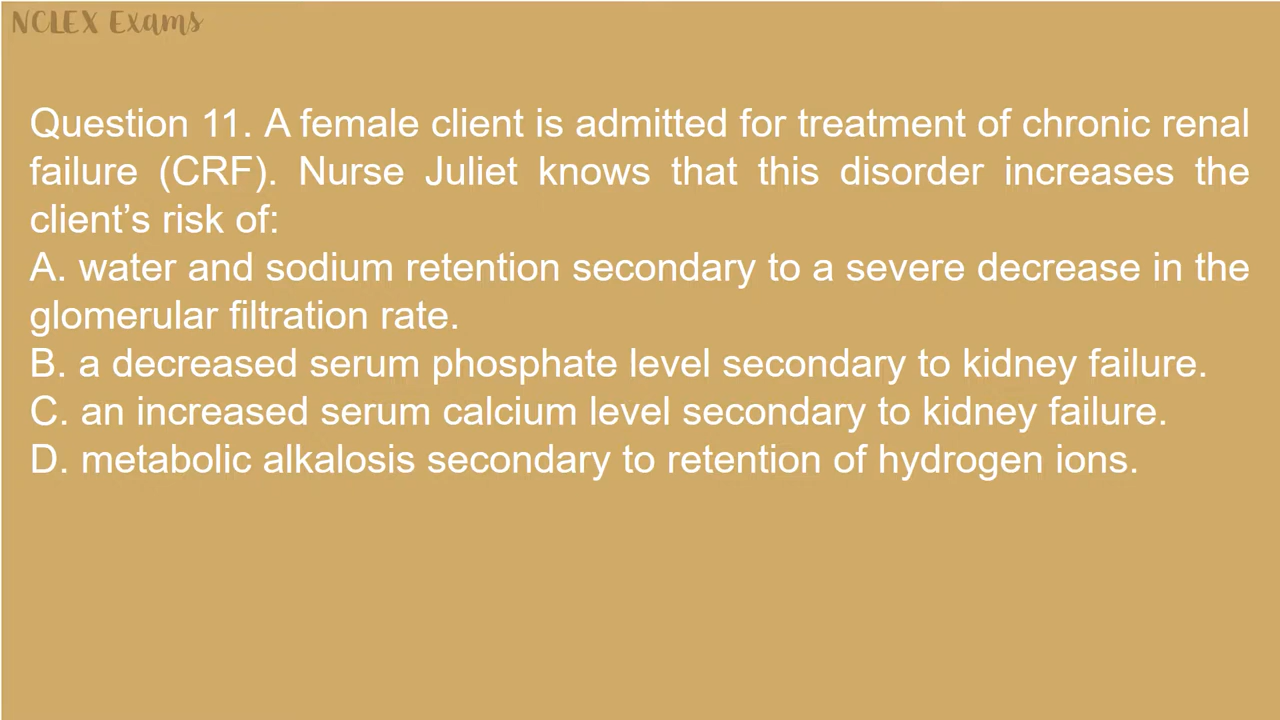 NCLEX Exams
Question 11. A female client is admitted for treatment of chronic renal
failure (CRF). Nurse Juliet knows that this disorder increases the
client’s risk of:
A. water and sodium retention secondary to a severe decrease in the
glomerular filtration rate.
B. a decreased serum phosphate level secondary to kidney failure.
C. an increased serum calcium level secondary to kidney failure.
D. metabolic alkalosis secondary to retention of hydrogen ions.